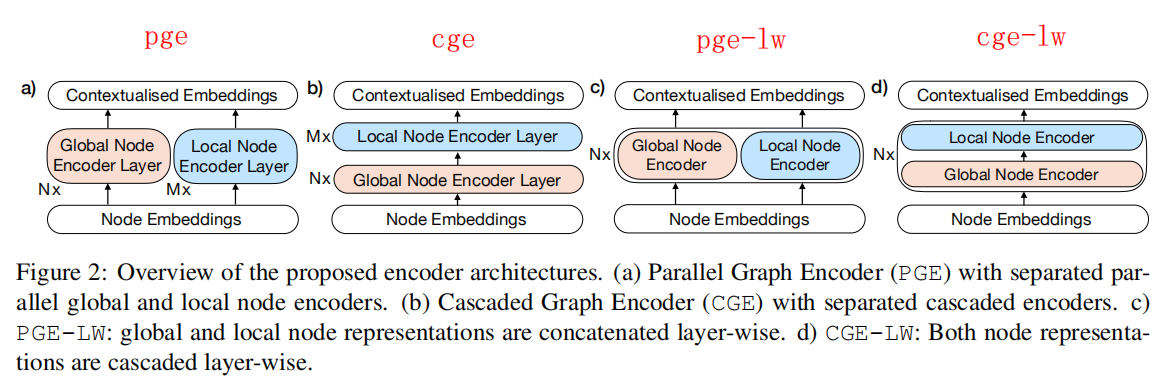 pge cge pge-lw cge-lw
a) Contextualised Embeddings b) Contextualised Embeddings c) Contextualised Embeddings d) Contextualised Embeddings
Global Node Encoder Layer Local Node Encoder Layer Mx Local Node Encoder Layer Global Node Encoder Local Node Encoder Local Node Encoder
Nx Mx Nx Global Node Encoder Layer Nx Nx Global Node Encoder
Node Embeddings Node Embeddings Node Embeddings Node Embeddings
Figure 2: Overview of the proposed encoder architectures. (a) Parallel Graph Encoder (PGE) with separated par-
allel global and local node encoders. (b) Cascaded Graph Encoder (CGE) with separated cascaded encoders. c)
PGE-LW: global and local node representations are concatenated layer-wise. d) CGE-LW: Both node representa-
tions are cascaded layer-wise.